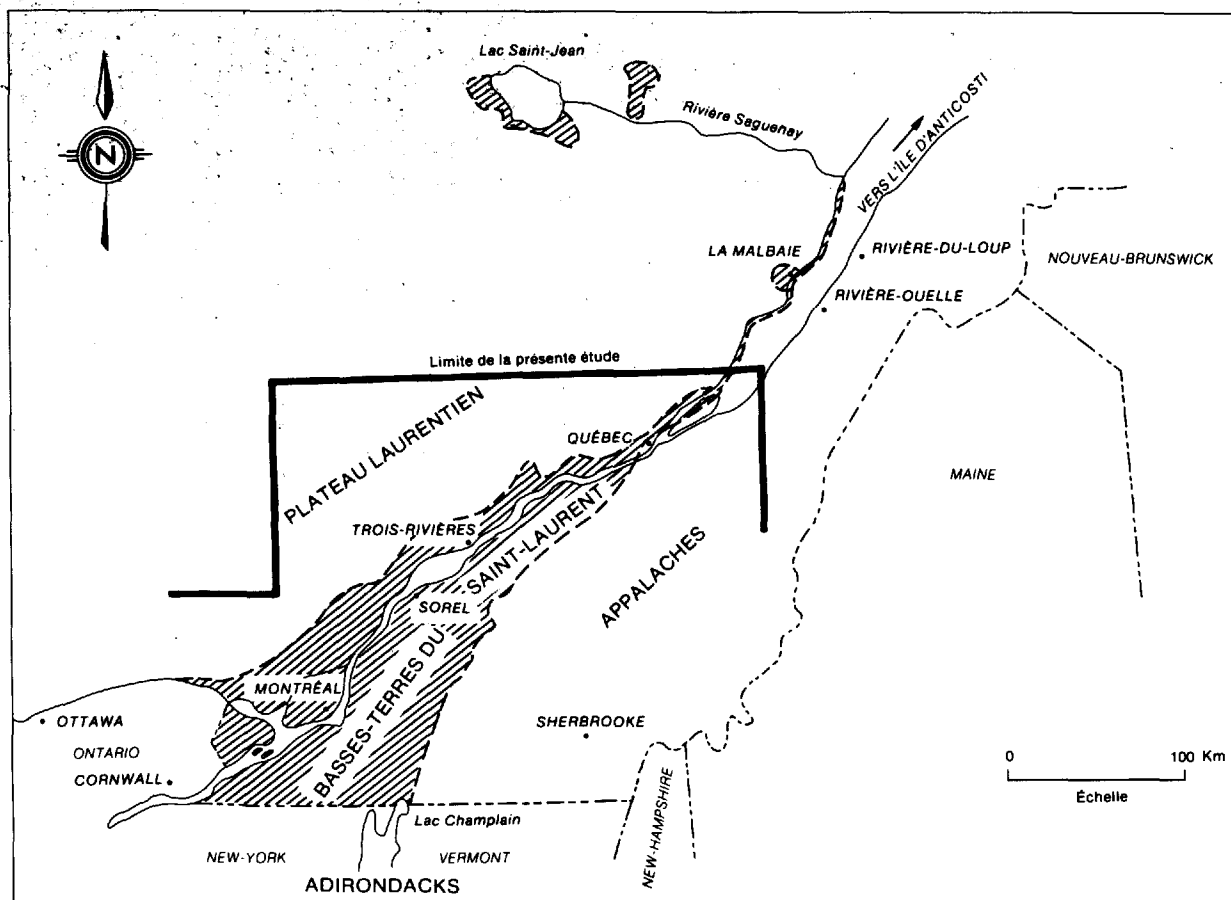 Lac Saint-Jean
Rivière Saguenay
VERS L'ÎLE D'ANTICOSTI
N
LA MALBAIE
RIVIÈRE-DU-LOUP
NOUVEAU-BRUNSWICK
RIVIÈRE-OUELLE
Limite de la présente étude
PLATEAU LAURENTIEN
QUÉBEC
MAINE
TROIS-RIVIÈRES
BASSES-TERRES DU SAINT-LAURENT
APPALACHES
SOREL
MONTRÉAL
OTTAWA
SHERBROOKE
ONTARIO
CORNWALL
0 100 Km
Échelle
Lac Champlain
NEW-YORK
VERMONT
NEW-HAMPSHIRE
ADIRONDACKS